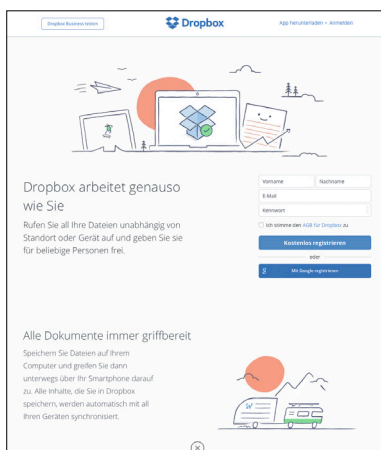 Dropbox Business testen
Dropbox
App herunterladen
Anmelden
Dropbox arbeitet genauso
wie Sie
Rufen Sie all Ihre Dateien unabhängig von
Standort oder Gerät auf und geben Sie sie
für beliebige Personen frei.
Vorname
Nachname
E-Mail
Kennwort
Ich stimme den AGB für Dropbox zu
Kostenlos registrieren
oder
Mit Google registrieren
Alle Dokumente immer griffbereit
Speichern Sie Dateien auf Ihrem
Computer und greifen Sie dann
unterwegs über Ihr Smartphone darauf
zu. Alle Inhalte, die Sie in Dropbox
speichern, werden automatisch mit all
Ihren Geräten synchronisiert.